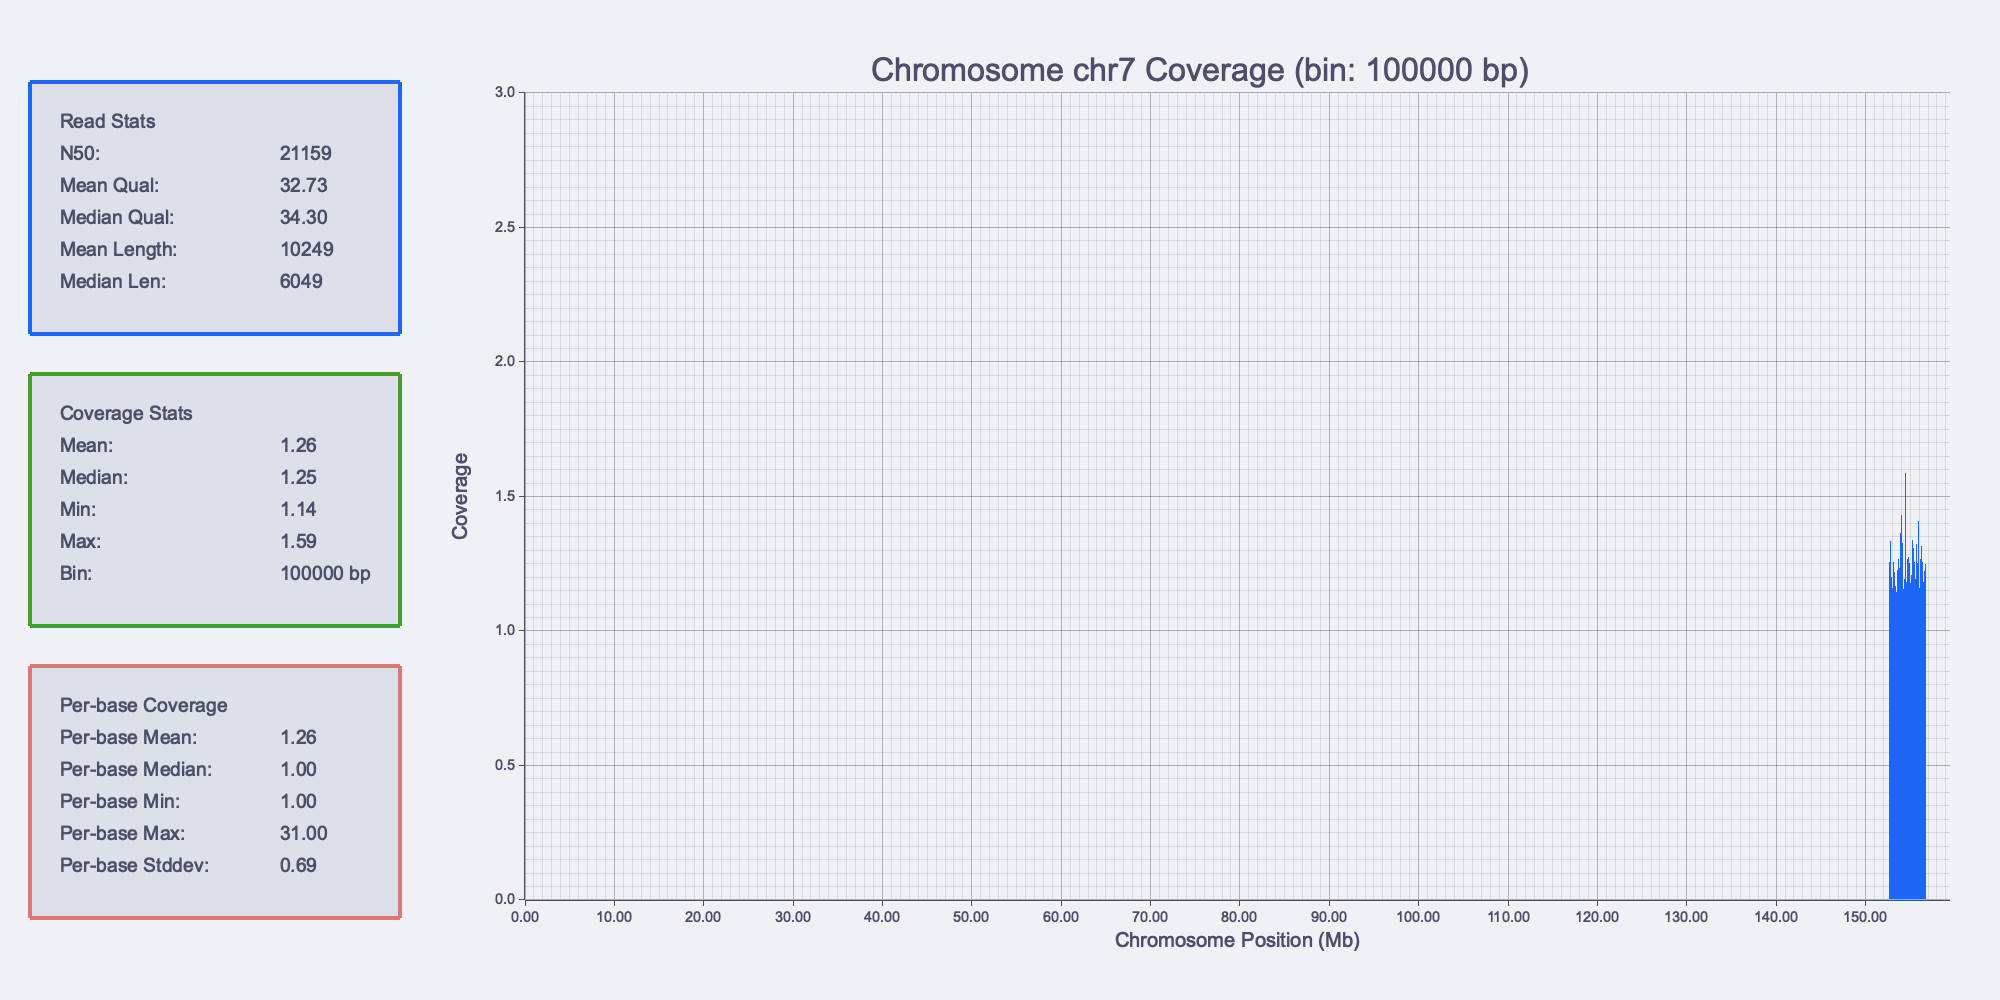 Chromosome chr7 Coverage (bin: 100000 bp)
Read Stats
N50: 21159
Mean Qual: 32.73
Median Qual: 34.30
Mean Length: 10249
Median Len: 6049
Coverage Stats
Mean: 1.26
Median: 1.25
Min: 1.14
Max: 1.59
Bin: 100000 bp
Per-base Coverage
Per-base Mean: 1.26
Per-base Median: 1.00
Per-base Min: 1.00
Per-base Max: 31.00
Per-base Stddev: 0.69
Coverage
3.0
2.5
2.0
1.5
1.0
0.5
0.0
0.00 10.00 20.00 30.00 40.00 50.00 60.00 70.00 80.00 90.00 100.00 110.00 120.00 130.00 140.00 150.00
Chromosome Position (Mb)